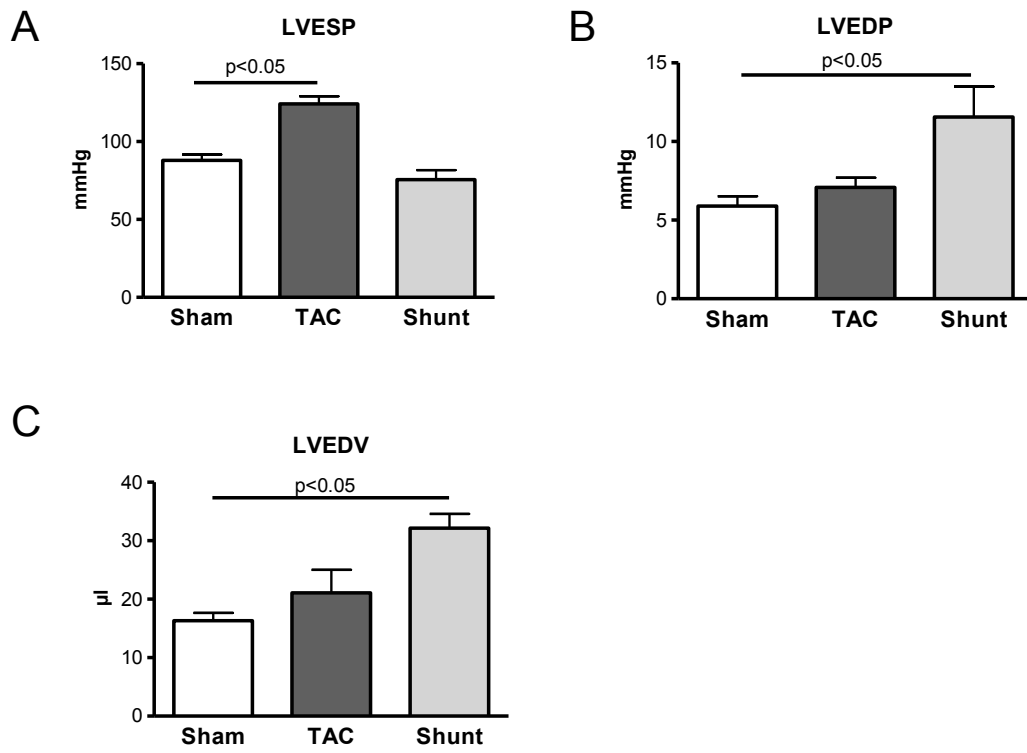 A
LVESP
150
100
50
0
mmHg
p<0.05
Sham TAC Shunt
B
LVEDP
15
10
5
0
mmHg
p<0.05
Sham TAC Shunt
C
LVEDV
40
30
20
10
0
µl
p<0.05
Sham TAC Shunt